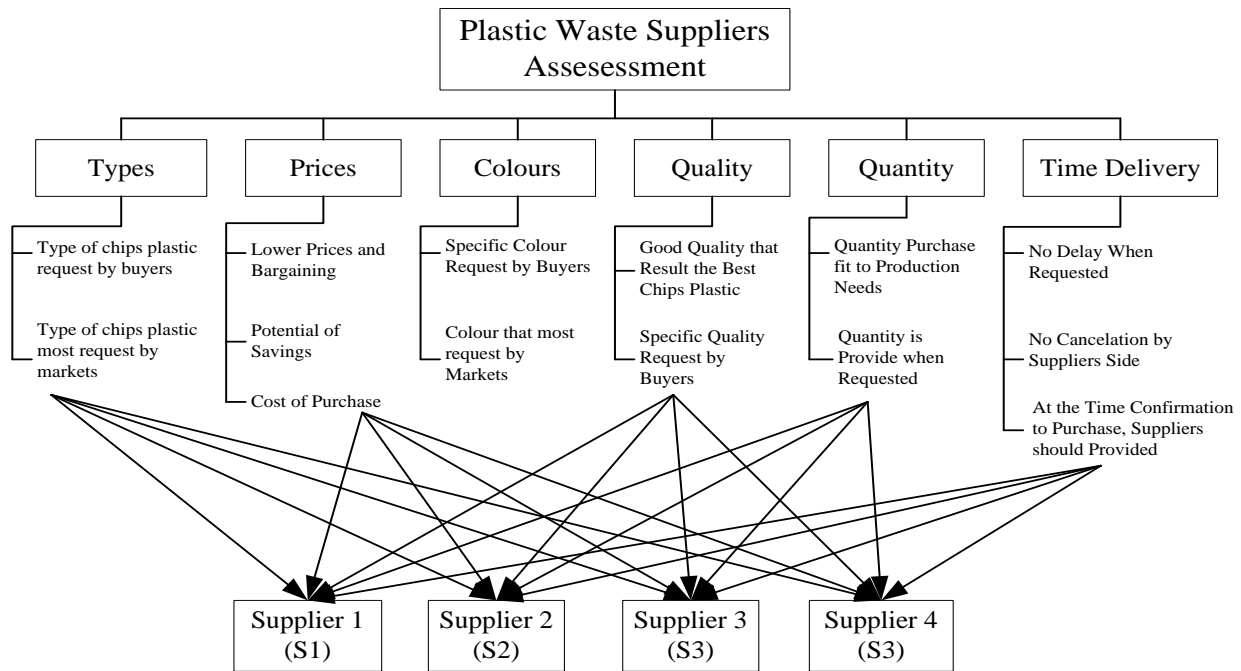 Plastic Waste Suppliers
Assesessment
Types
Prices
Colours
Quality
Quantity
Time Delivery
Type of chips plastic
request by buyers
Type of chips plastic
most request by
markets
Lower Prices and
Bargaining
Potential of
Savings
Cost of Purchase
Specific Colour
Request by Buyers
Colour that most
request by
Markets
Good Quality that
Result the Best
Chips Plastic
Specific Quality
Request by
Buyers
Quantity Purchase
fit to Production
Needs
Quantity is
Provide when
Requested
No Delay When
Requested
No Cancelation by
Suppliers Side
At the Time Confirmation
to Purchase, Suppliers
should Provided
Supplier 1
(S1)
Supplier 2
(S2)
Supplier 3
(S3)
Supplier 4
(S3)